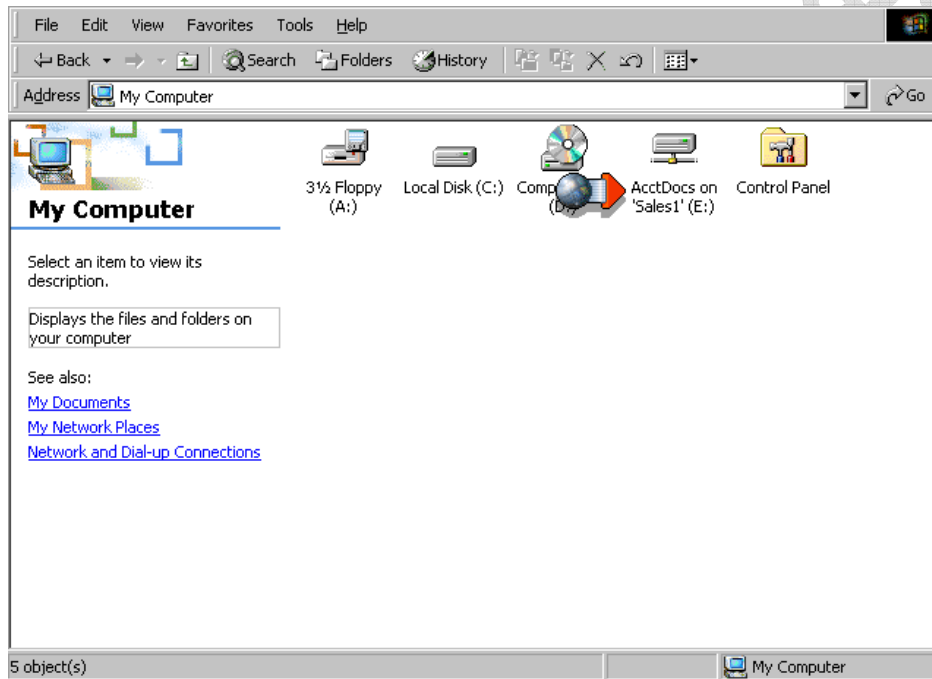 File Edit View Favorites Tools Help
Back Search Folders History
Address My Computer Go
My Computer
Select an item to view its
description.
Displays the files and folders on
your computer
See also:
My Documents
My Network Places
Network and Dial-up Connections
3½ Floppy
(A:)
Local Disk (C:)
AcctDocs on
'Sales1' (E:)
Control Panel
5 object(s)
My Computer